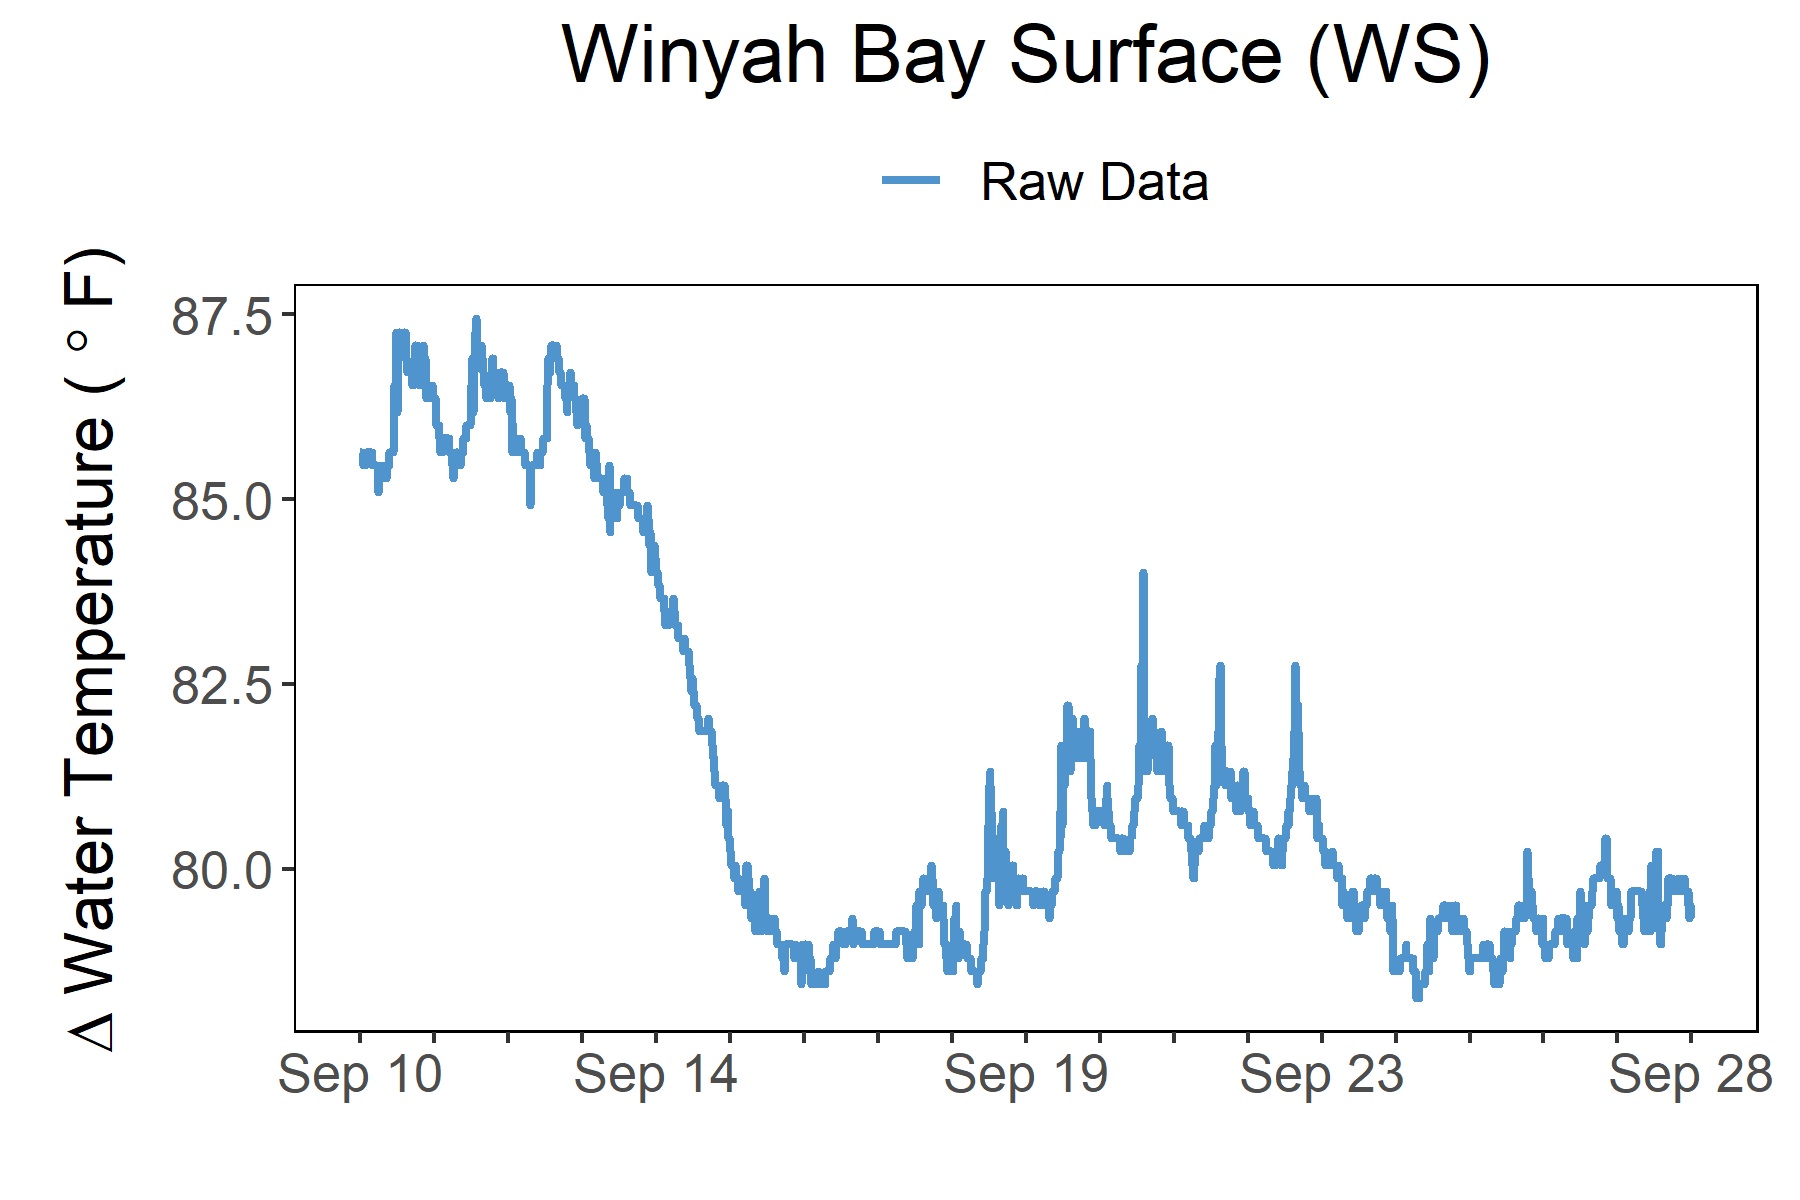 Winyah Bay Surface (WS)
Raw Data
Δ Water Temperature ( ° F)
87.5
85.0
82.5
80.0
Sep 10 Sep 14 Sep 19 Sep 23 Sep 28